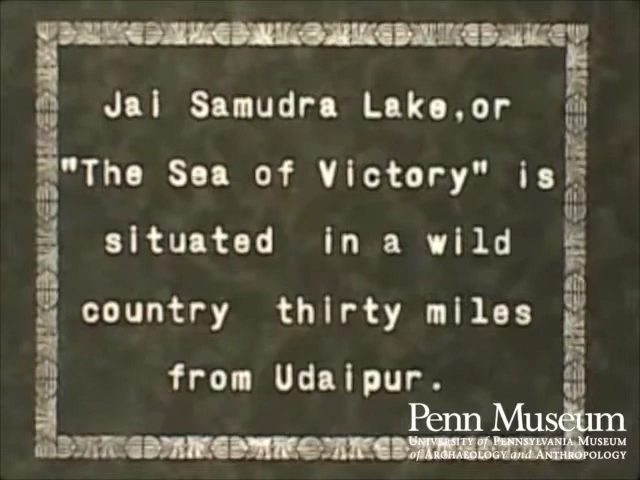 Jai Samudra Lake,or
"The Sea of Victory" is
situated in a wild
country thirty miles
from Udaipur.
Penn Museum
University of Pennsylvania Museum
of Archaeology and Anthropology